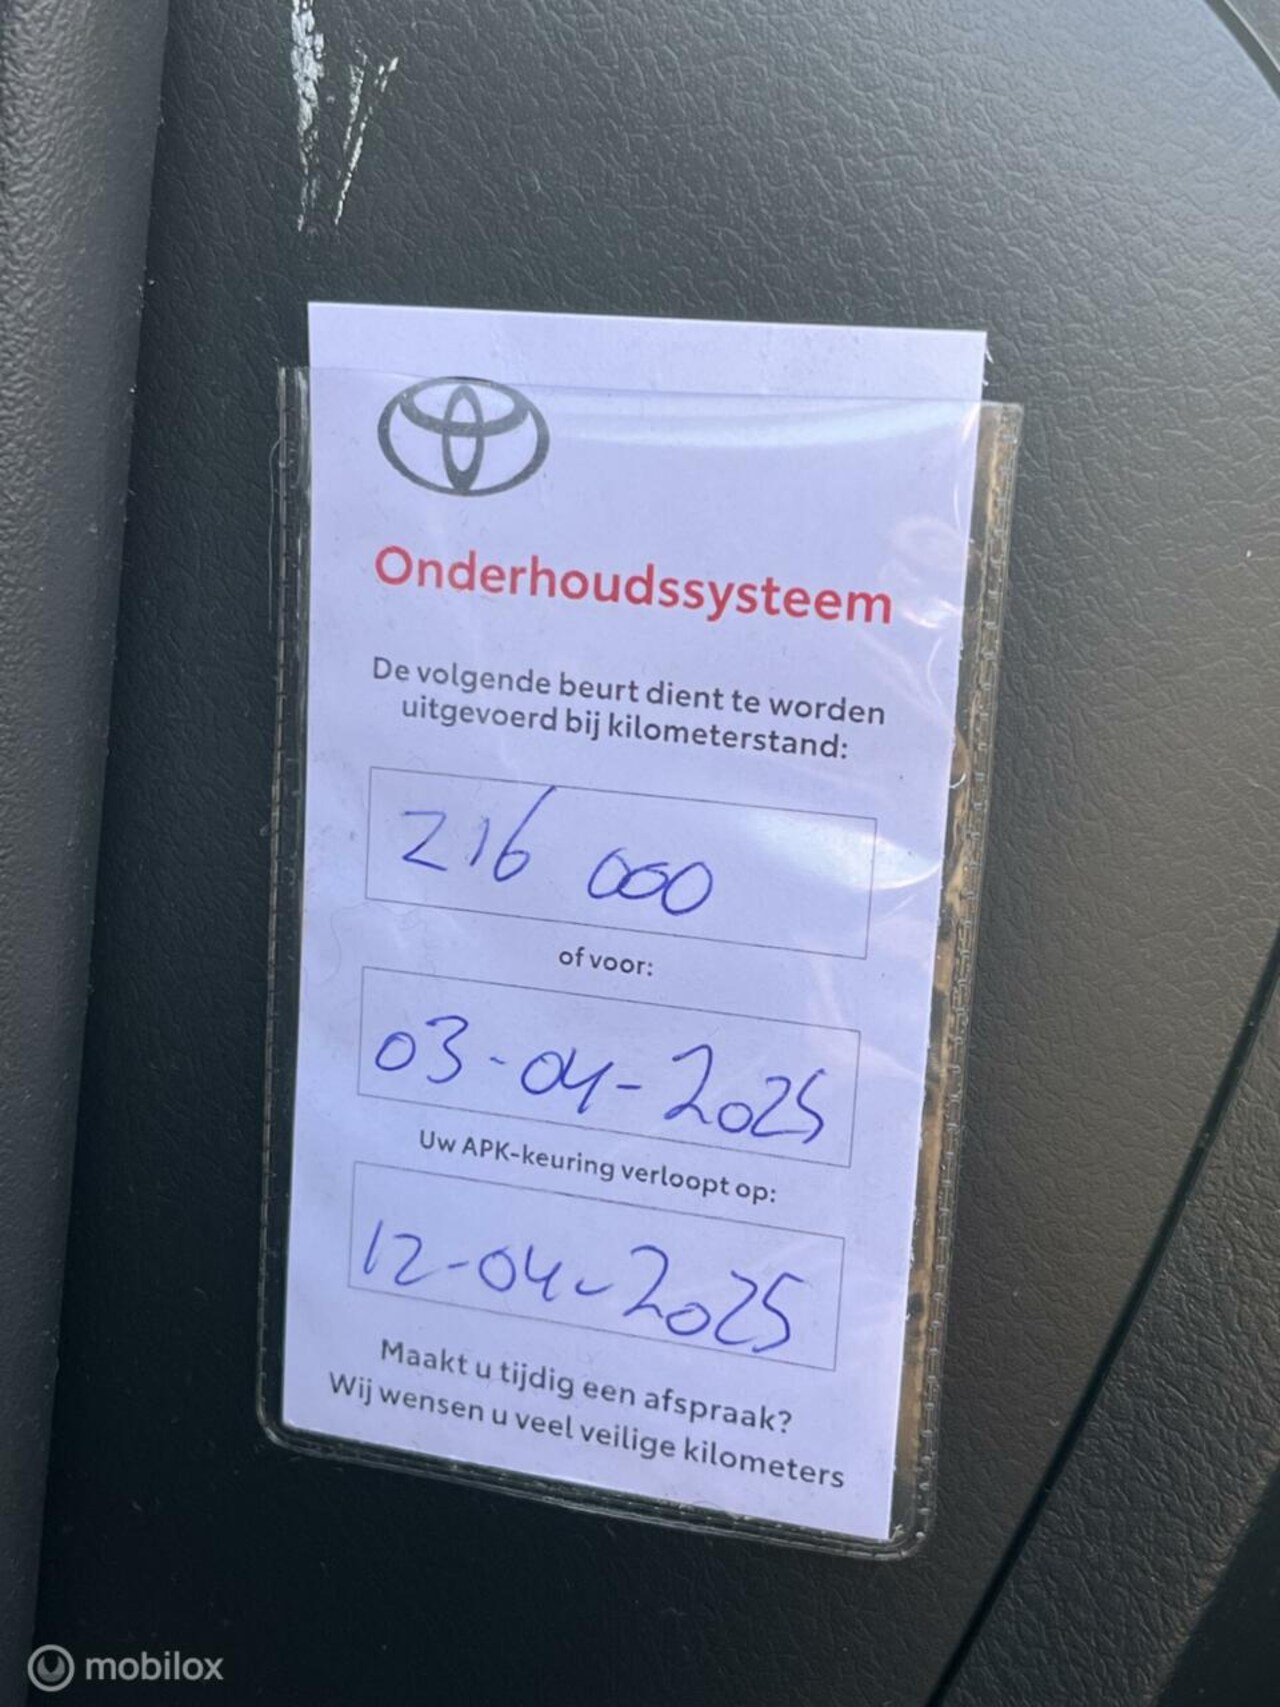 Onderhoudssysteem
De volgende beurt dient te worden
uitgevoerd bij kilometerstand:
216 000
of voor:
03-04-2025
Uw APK-keuring verloopt op:
12-04-2025
Maakt u tijdig een afspraak?
Wij wensen u veel veilige kilometers
mobilox